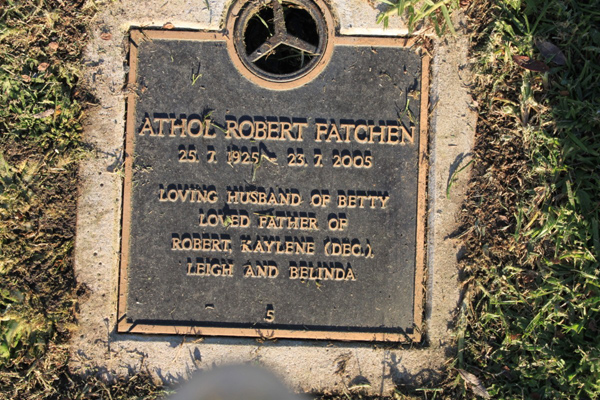 ATHOL ROBERT FATCHEN
25. 7. 1925 - 23. 7. 2005
LOVING HUSBAND OF BETTY
LOVED FATHER OF
ROBERT KAYLENE (DEC.),
LEIGH AND BELINDA
5